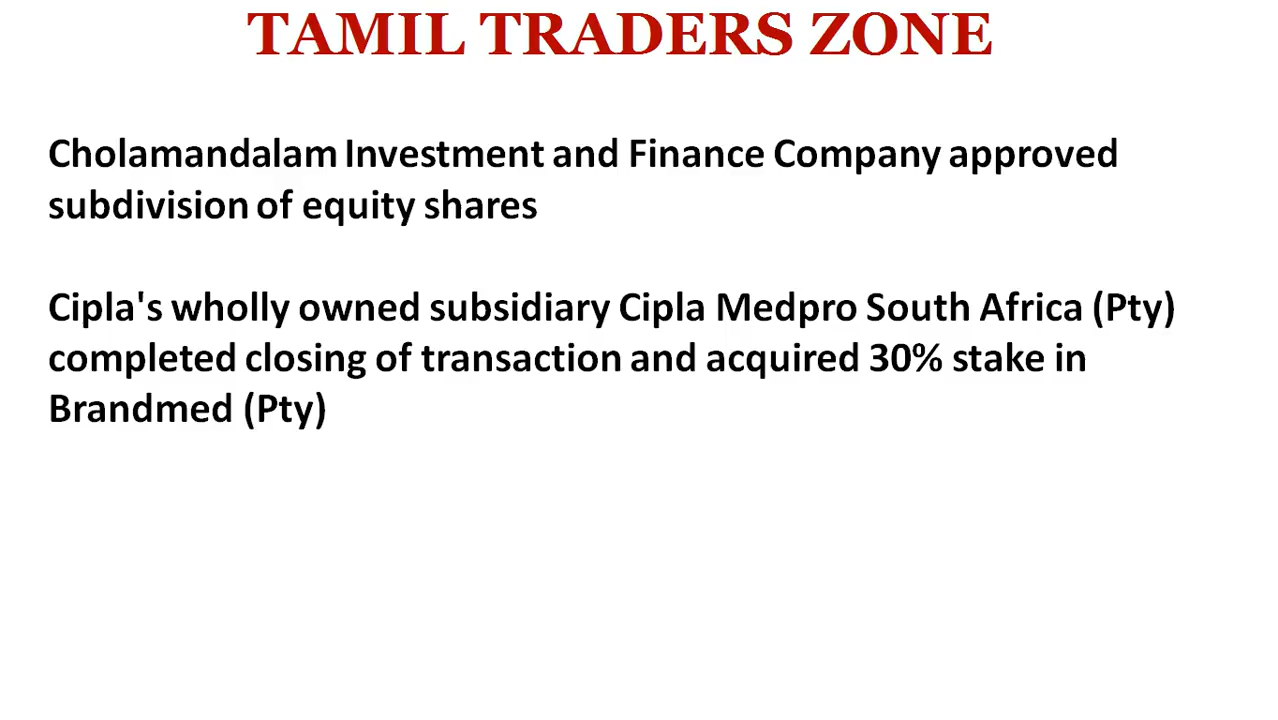 TAMIL TRADERS ZONE
Cholamandalam Investment and Finance Company approved
subdivision of equity shares
Cipla's wholly owned subsidiary Cipla Medpro South Africa (Pty)
completed closing of transaction and acquired 30% stake in
Brandmed (Pty)